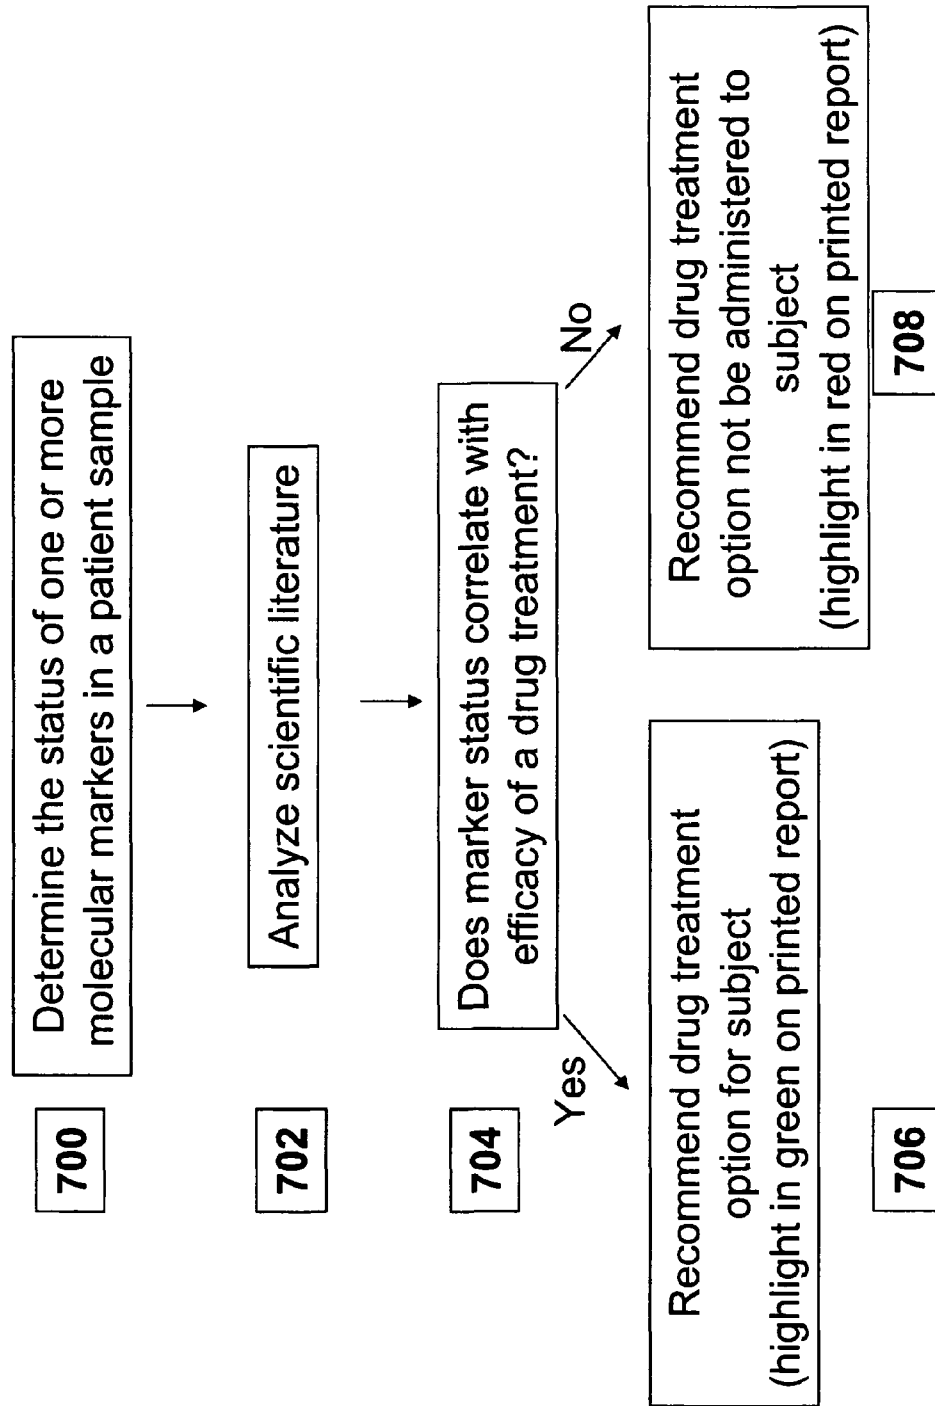 700
Determine the status of one or more
molecular markers in a patient sample
702
Analyze scientific literature
704
Does marker status correlate with
efficacy of a drug treatment?
Yes
No
Recommend drug treatment
option for subject
(highlight in green on printed report)
706
Recommend drug treatment
option not be administered to
subject
(highlight in red on printed report)
708